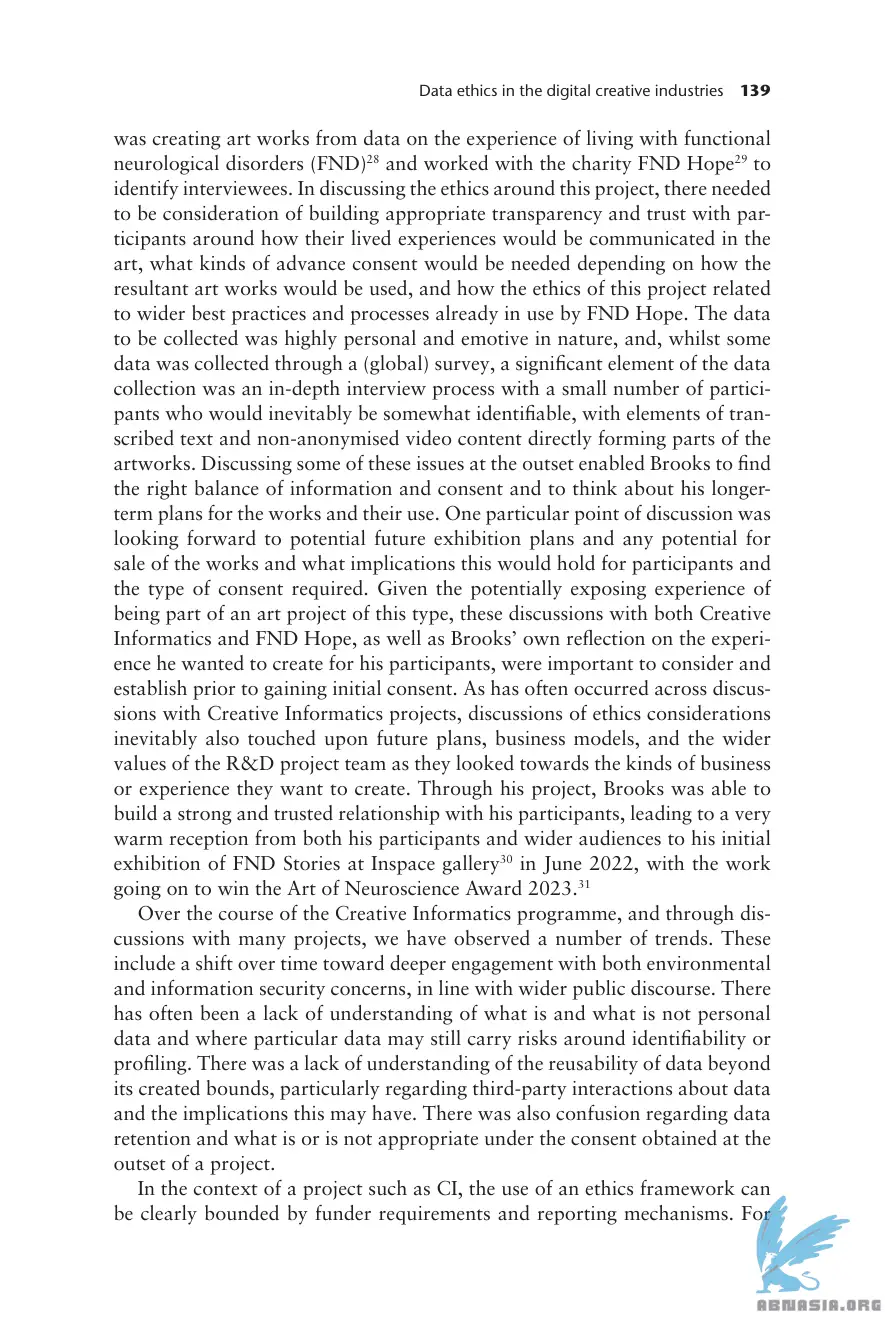 Data ethics in the digital creative industries 139
was creating art works from data on the experience of living with functional
neurological disorders (FND)28 and worked with the charity FND Hope29 to
identify interviewees. In discussing the ethics around this project, there needed
to be consideration of building appropriate transparency and trust with par-
ticipants around how their lived experiences would be communicated in the
art, what kinds of advance consent would be needed depending on how the
resultant art works would be used, and how the ethics of this project related
to wider best practices and processes already in use by FND Hope. The data
to be collected was highly personal and emotive in nature, and, whilst some
data was collected through a (global) survey, a significant element of the data
collection was an in-depth interview process with a small number of partici-
pants who would inevitably be somewhat identifiable, with elements of tran-
scribed text and non-anonymised video content directly forming parts of the
artworks. Discussing some of these issues at the outset enabled Brooks to find
the right balance of information and consent and to think about his longer-
term plans for the works and their use. One particular point of discussion was
looking forward to potential future exhibition plans and any potential for
sale of the works and what implications this would hold for participants and
the type of consent required. Given the potentially exposing experience of
being part of an art project of this type, these discussions with both Creative
Informatics and FND Hope, as well as Brooks' own reflection on the experi-
ence he wanted to create for his participants, were important to consider and
establish prior to gaining initial consent. As has often occurred across discus-
sions with Creative Informatics projects, discussions of ethics considerations
inevitably also touched upon future plans, business models, and the wider
values of the R&D project team as they looked towards the kinds of business
or experience they want to create. Through his project, Brooks was able to
build a strong and trusted relationship with his participants, leading to a very
warm reception from both his participants and wider audiences to his initial
exhibition of FND Stories at Inspace gallery30 in June 2022, with the work
going on to win the Art of Neuroscience Award 2023.31
Over the course of the Creative Informatics programme, and through dis-
cussions with many projects, we have observed a number of trends. These
include a shift over time toward deeper engagement with both environmental
and information security concerns, in line with wider public discourse. There
has often been a lack of understanding of what is and what is not personal
data and where particular data may still carry risks around identifiability or
profiling. There was a lack of understanding of the reusability of data beyond
its created bounds, particularly regarding third-party interactions about data
and the implications this may have. There was also confusion regarding data
retention and what is or is not appropriate under the consent obtained at the
outset of a project.
In the context of a project such as CI, the use of an ethics framework can
be clearly bounded by funder requirements and reporting mechanisms. For
ABNASIA.ORG